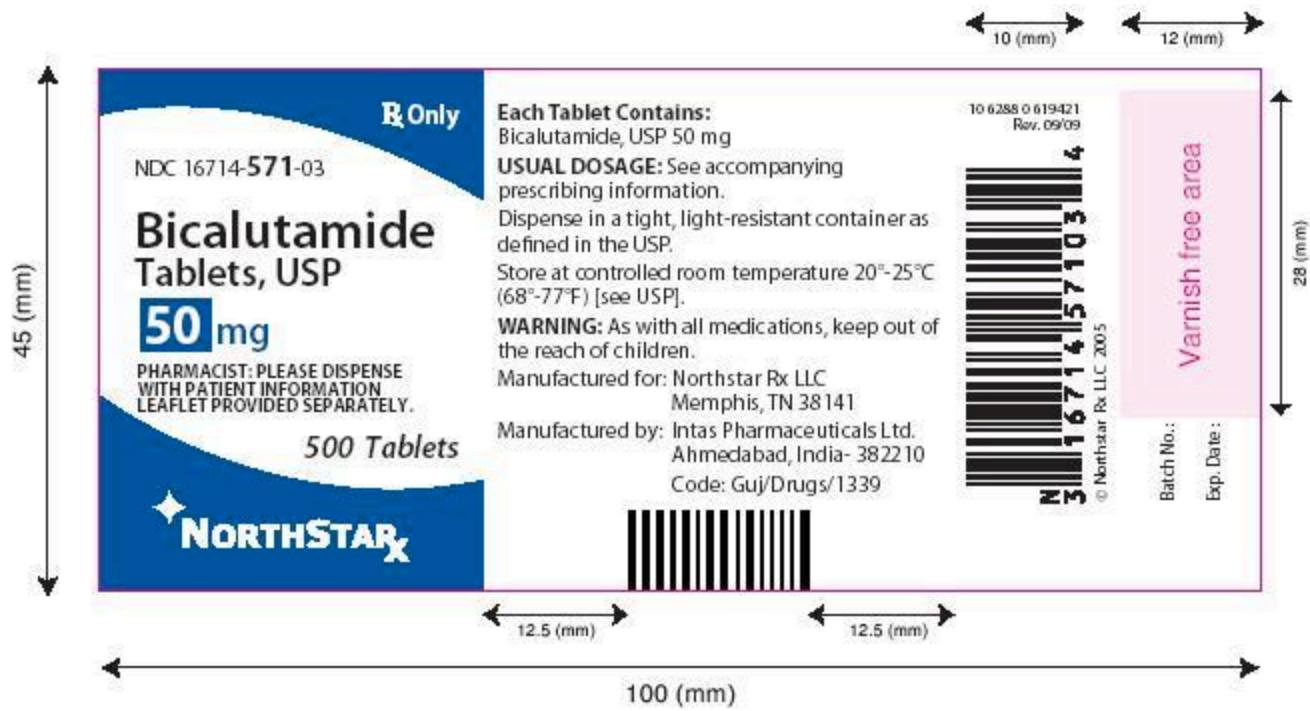 10 (mm)
12 (mm)
45 (mm)
℞ Only
NDC 16714-571-03
Bicalutamide
Tablets, USP
50 mg
PHARMACIST: PLEASE DISPENSE
WITH PATIENT INFORMATION
LEAFLET PROVIDED SEPARATELY.
500 Tablets
NORTHSTARx
Each Tablet Contains:
Bicalutamide, USP 50 mg
USUAL DOSAGE: See accompanying
prescribing information.
Dispense in a tight, light-resistant container as
defined in the USP.
Store at controlled room temperature 20°-25°C
(68°-77°F) [see USP].
WARNING: As with all medications, keep out of
the reach of children.
Manufactured for: Northstar Rx LLC
Memphis, TN 38141
Manufactured by: Intas Pharmaceuticals Ltd.
Ahmedabad, India- 382210
Code: Guj/Drugs/1339
10 6288 0 619421
Rev. 09/09
N
3 16714 57103 4
© Northstar Rx LLC 2005
Varnish free area
Batch No.:
Exp. Date:
28 (mm)
12.5 (mm)
12.5 (mm)
100 (mm)